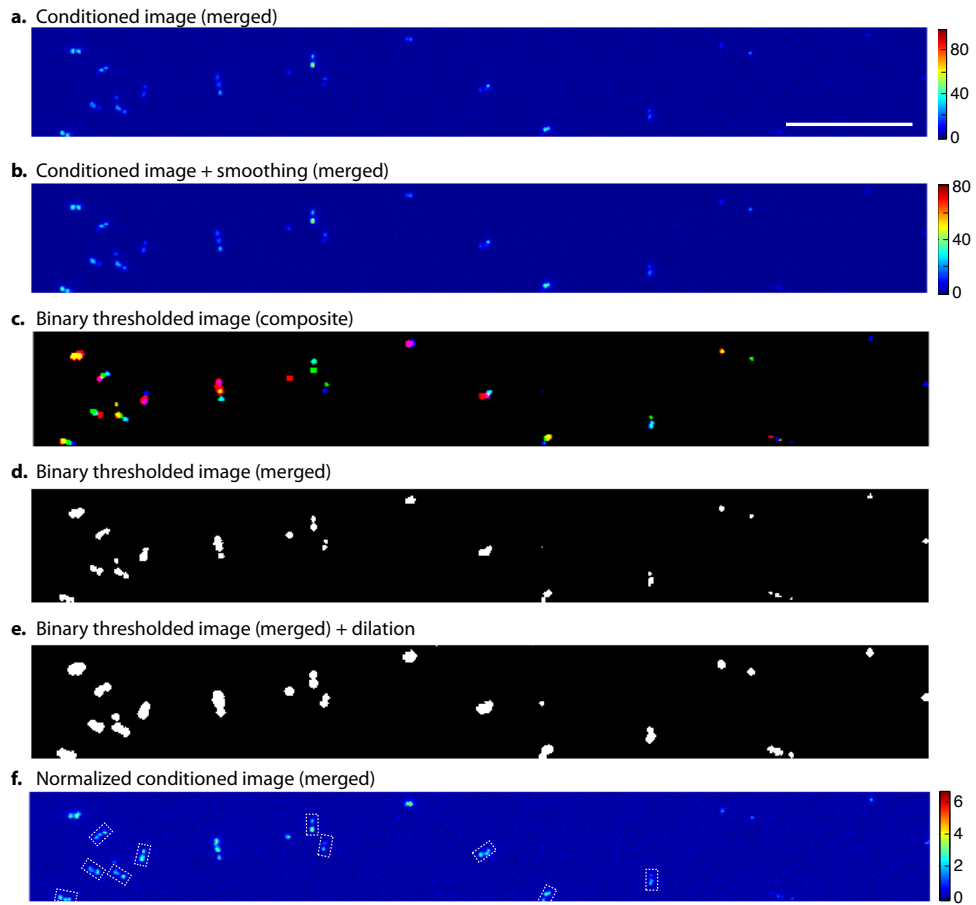 a. Conditioned image (merged)
80
40
0
b. Conditioned image + smoothing (merged)
80
40
0
c. Binary thresholded image (composite)
d. Binary thresholded image (merged)
e. Binary thresholded image (merged) + dilation
f. Normalized conditioned image (merged)
6
4
2
0